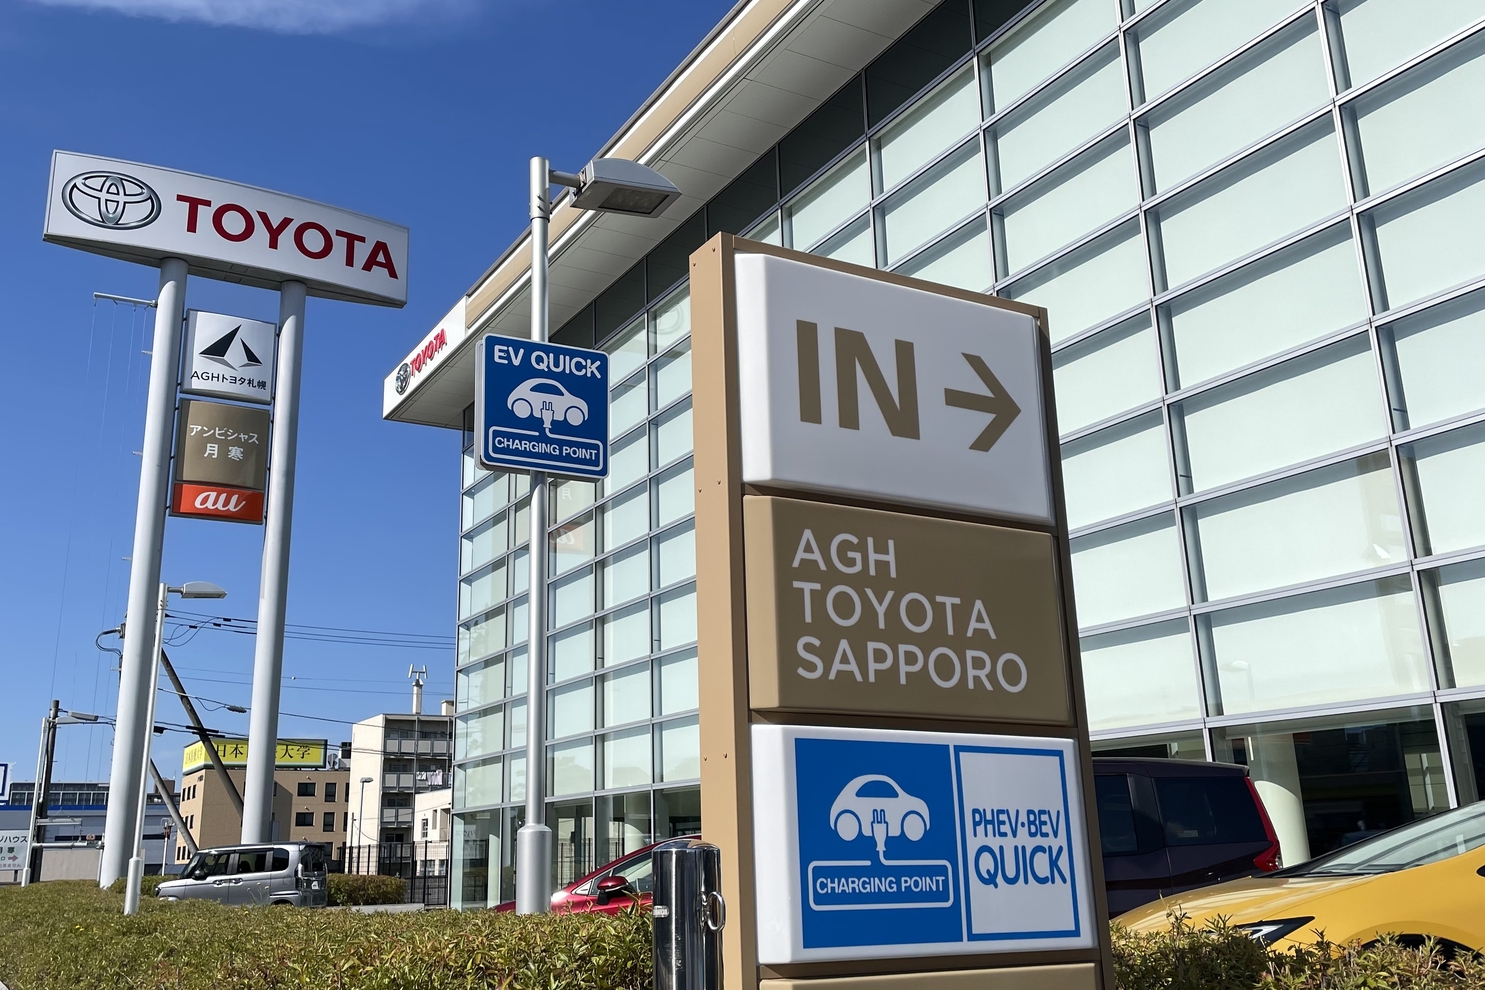 TOYOTA
AGHトヨタ札幌
アンビシャス
月寒
au
TOYOTA
EV QUICK
CHARGING POINT
IN→
AGH
TOYOTA
SAPPORO
CHARGING POINT
PHEV・BEV
QUICK
日本
大学